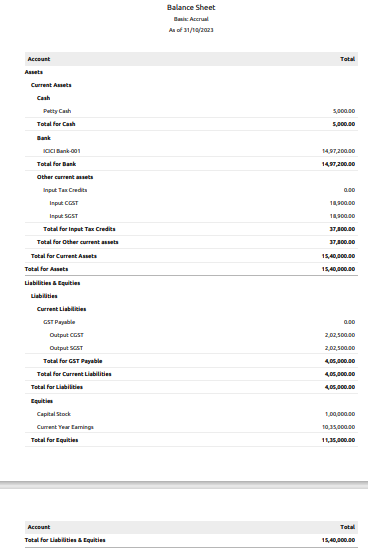 Balance Sheet
Basis: Accrual
As of 31/10/2023
Account Total
Assets
Current Assets
Cash
Petty Cash 5,000.00
Total for Cash 5,000.00
Bank
ICICI Bank-001 14,97,200.00
Total for Bank 14,97,200.00
Other current assets
Input Tax Credits 0.00
Input CGST 18,900.00
Input SGST 18,900.00
Total for Input Tax Credits 37,800.00
Total for Other current assets 37,800.00
Total for Current Assets 15,40,000.00
Total for Assets 15,40,000.00
Liabilities & Equities
Liabilities
Current Liabilities
GST Payable 0.00
Output CGST 2,02,500.00
Output SGST 2,02,500.00
Total for GST Payable 4,05,000.00
Total for Current Liabilities 4,05,000.00
Total for Liabilities 4,05,000.00
Equities
Capital Stock 1,00,000.00
Current Year Earnings 10,35,000.00
Total for Equities 11,35,000.00
Account Total
Total for Liabilities & Equities 15,40,000.00